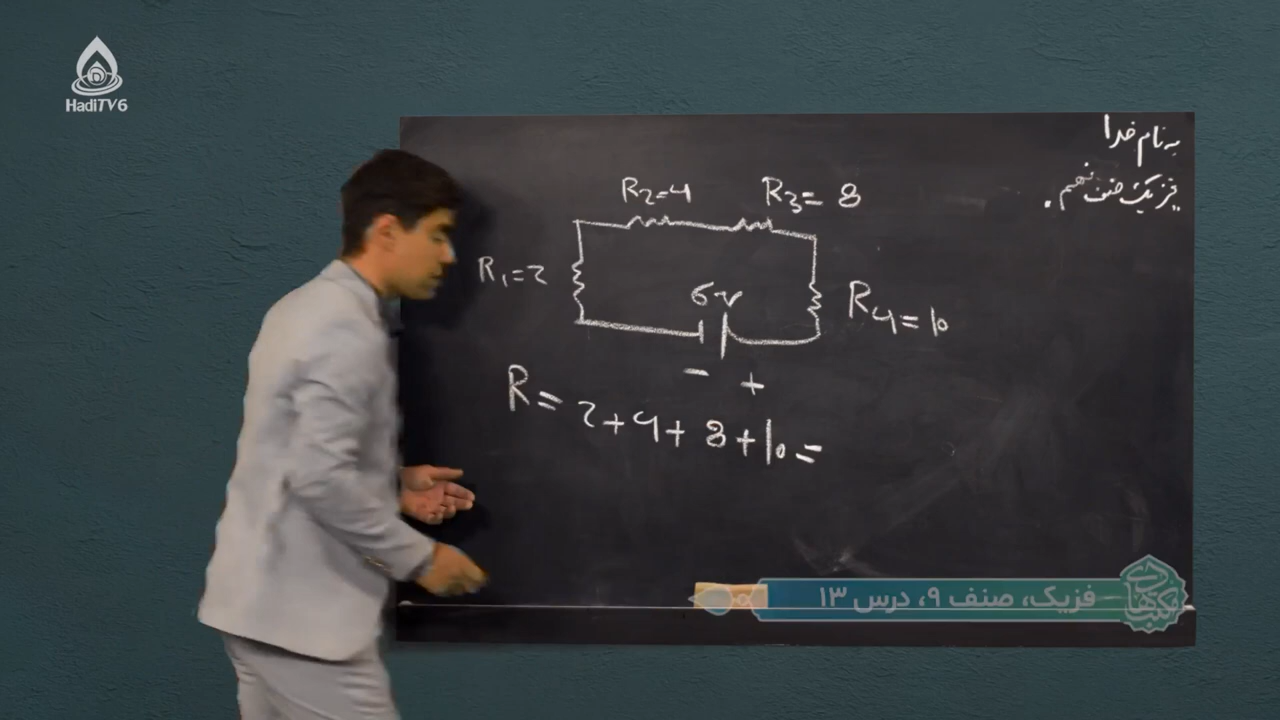 HadiTV6
به نام خدا
فزیک صنف نهم.
R2=4
R3= 8
R1=2
6v
R4=10
- +
R= 2+4+8+10=
فزیک، صنف ۹، درس ۱۳